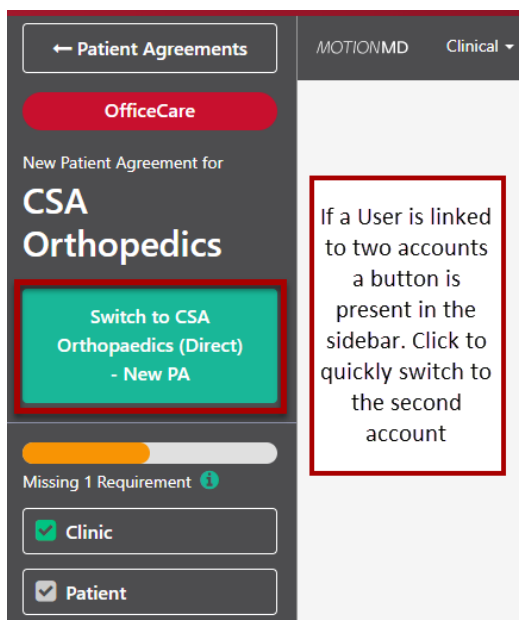 ← Patient Agreements
MOTIONMD
Clinical
OfficeCare
New Patient Agreement for
CSA
Orthopedics
Switch to CSA
Orthopaedics (Direct)
- New PA
If a User is linked
to two accounts
a button is
present in the
sidebar. Click to
quickly switch to
the second
account
Missing 1 Requirement
Clinic
Patient